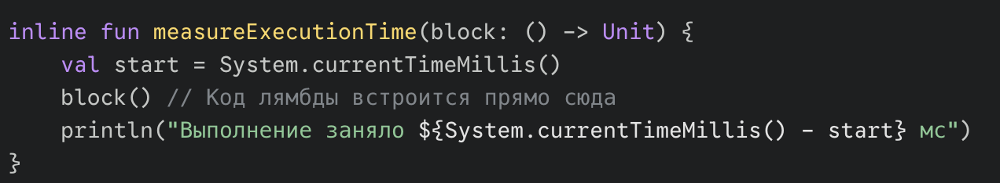 inline fun measureExecutionTime(block: () -> Unit) {
    val start = System.currentTimeMillis()
    block() // Код лямбды встроится прямо сюда
    println("Выполнение заняло ${System.currentTimeMillis() - start} мс")
}